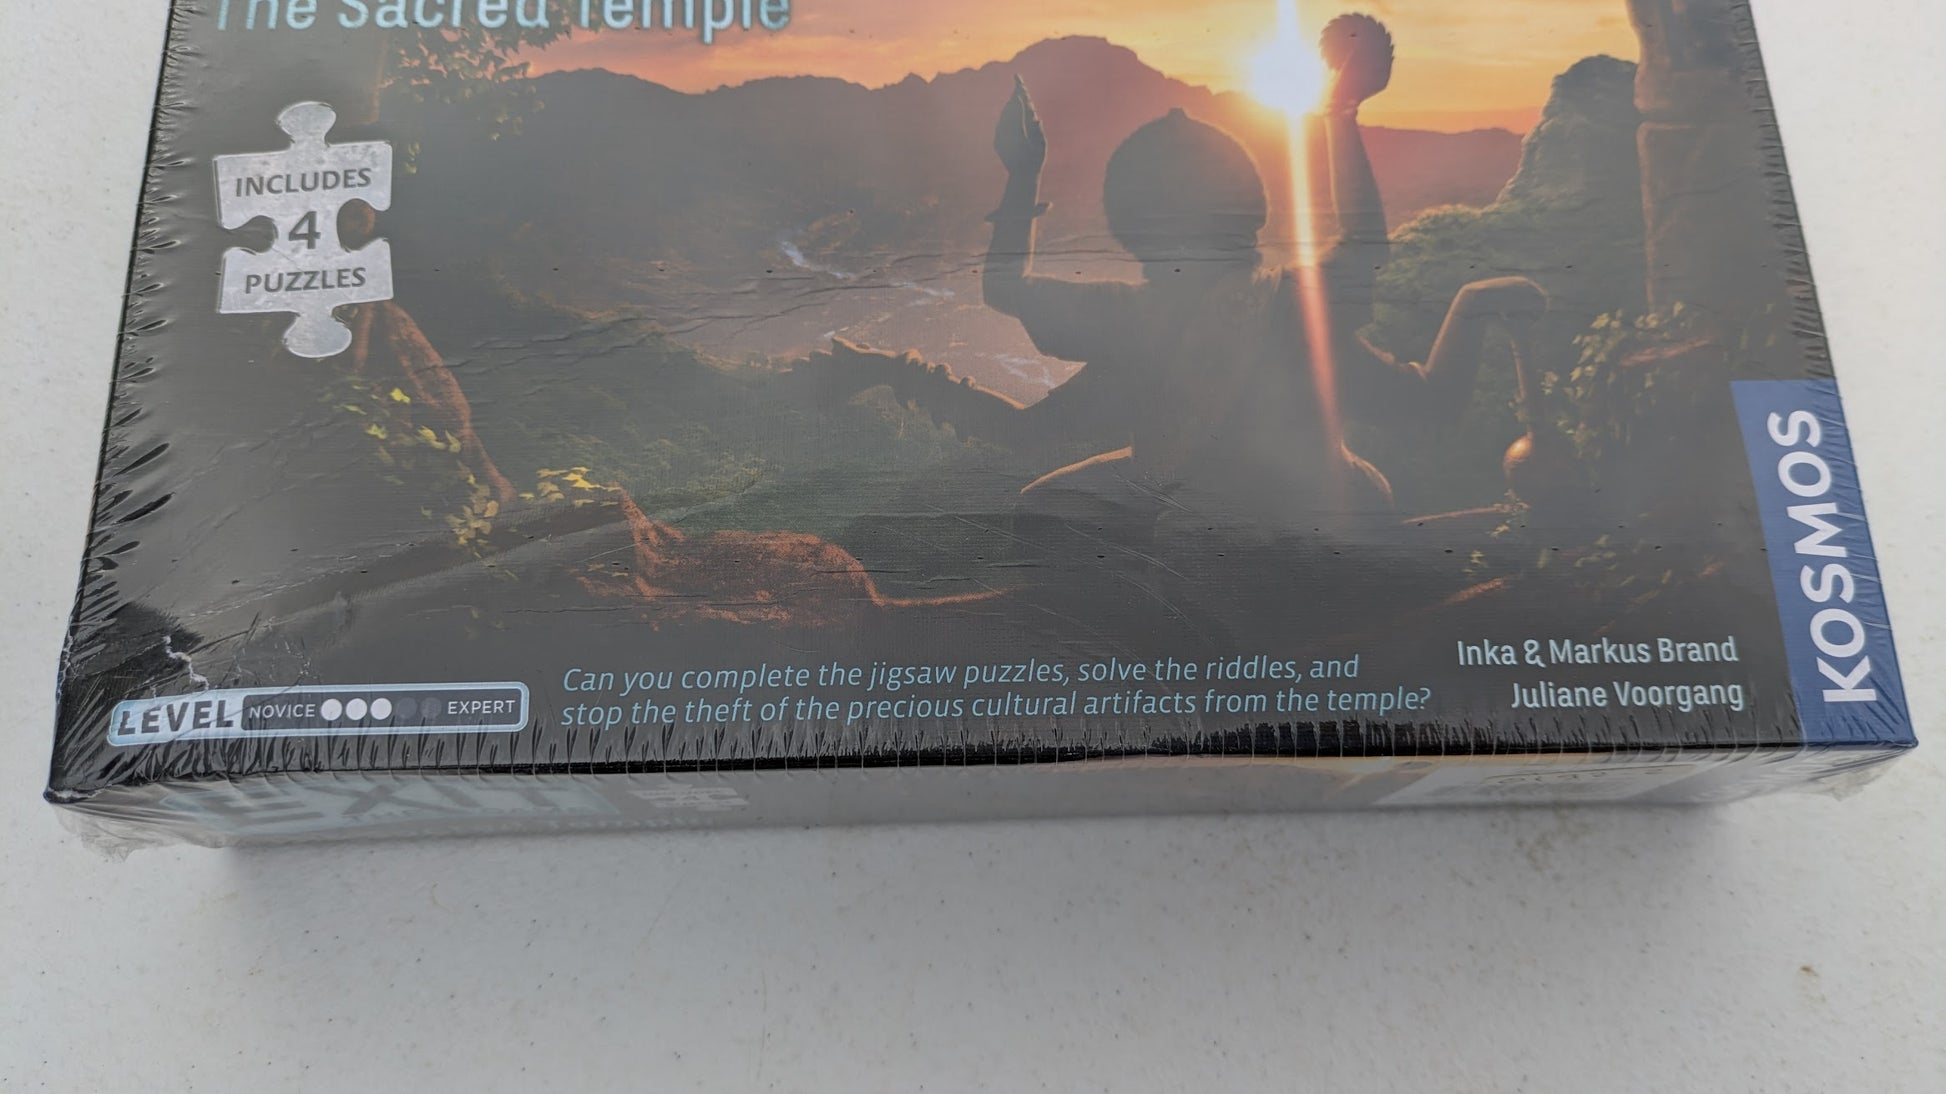 The Sacred Temple
INCLUDES
4
PUZZLES
KOSMOS
Inka & Markus Brand
Juliane Voorgang
Can you complete the jigsaw puzzles, solve the riddles, and
stop the theft of the precious cultural artifacts from the temple?
LEVEL NOVICE EXPERT
EXIT